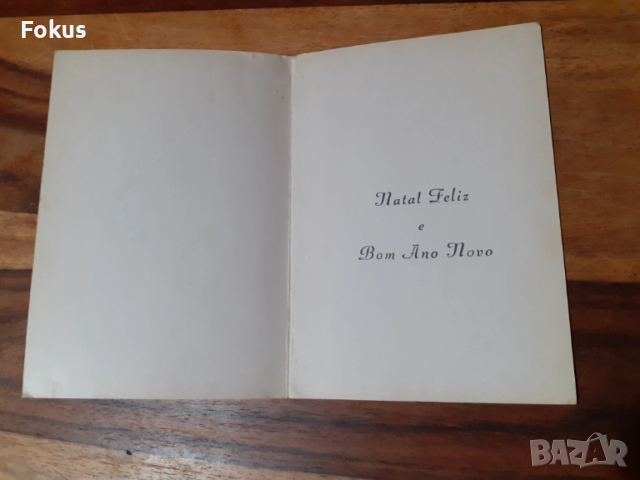 Fokus
Natal Feliz
e
Bom Ano Novo
BAZAR